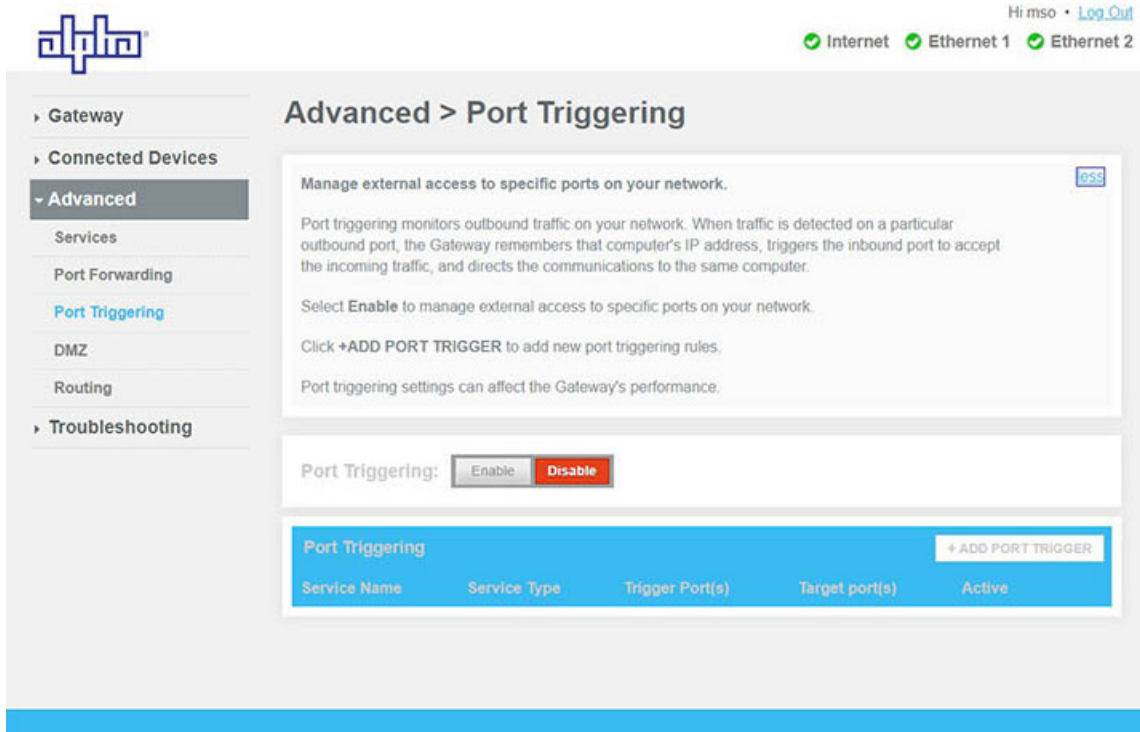 Hi mso • Log Out
alpha
Internet Ethernet 1 Ethernet 2
Gateway
Connected Devices
Advanced
Services
Port Forwarding
Port Triggering
DMZ
Routing
Troubleshooting
Advanced > Port Triggering
Manage external access to specific ports on your network.
less
Port triggering monitors outbound traffic on your network. When traffic is detected on a particular
outbound port, the Gateway remembers that computer's IP address, triggers the inbound port to accept
the incoming traffic, and directs the communications to the same computer.
Select Enable to manage external access to specific ports on your network.
Click +ADD PORT TRIGGER to add new port triggering rules.
Port triggering settings can affect the Gateway's performance.
Port Triggering: Enable Disable
Port Triggering + ADD PORT TRIGGER
Service Name Service Type Trigger Port(s) Target port(s) Active